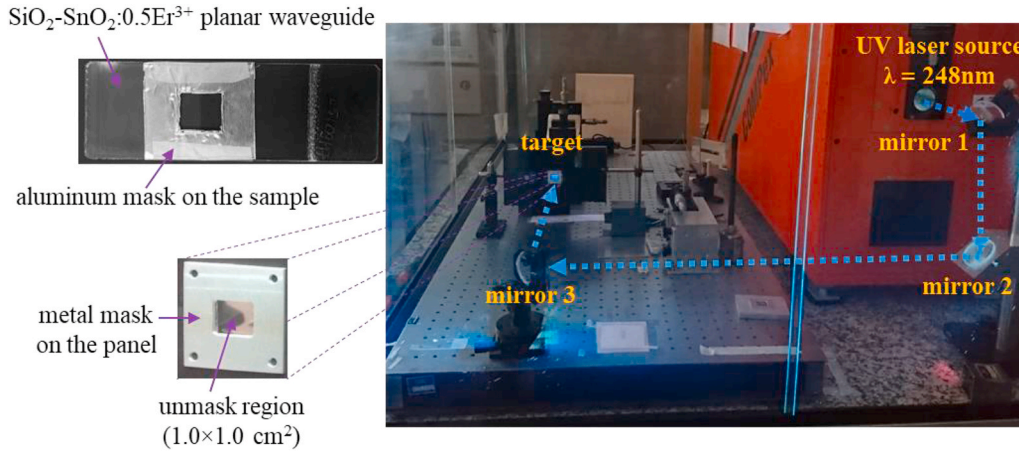 SiO₂-SnO₂:0.5Er³⁺ planar waveguide
aluminum mask on the sample
metal mask
on the panel
unmask region
(1.0×1.0 cm²)
UV laser source
λ = 248nm
mirror 1
target
mirror 2
mirror 3